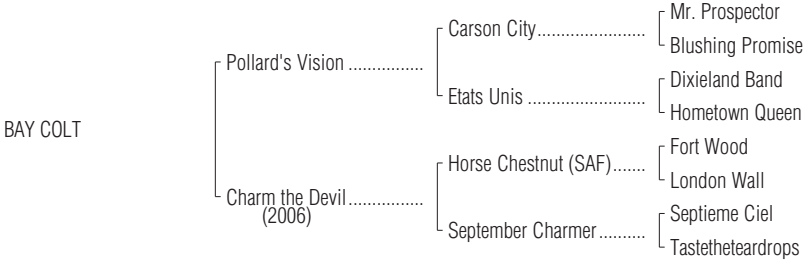 Mr. Prospector
Carson City.......................
Blushing Promise
Pollard's Vision ................
Dixieland Band
Etats Unis .........................
Hometown Queen
BAY COLT
Fort Wood
Horse Chestnut (SAF).......
London Wall
Charm the Devil................
(2006)
Septieme Ciel
September Charmer..........
Tastetheteardrops